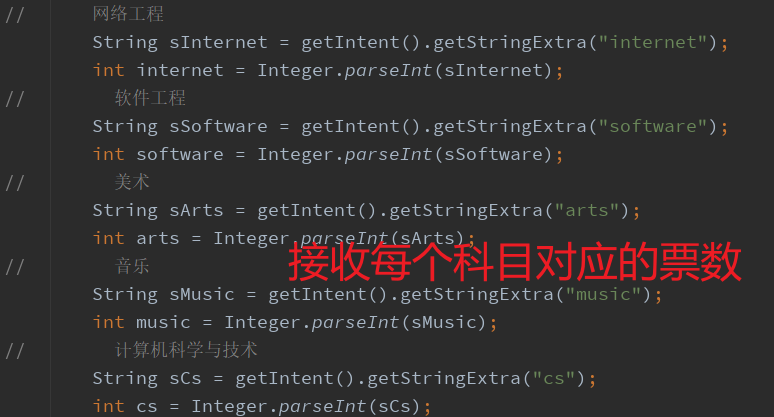 // 网络工程
String sInternet = getIntent().getStringExtra("internet");
int internet = Integer.parseInt(sInternet);
// 软件工程
String sSoftware = getIntent().getStringExtra("software");
int software = Integer.parseInt(sSoftware);
// 美术
String sArts = getIntent().getStringExtra("arts");
int arts = Integer.parseInt(sArts);
接收每个科目对应的票数
// 音乐
String sMusic = getIntent().getStringExtra("music");
int music = Integer.parseInt(sMusic);
// 计算机科学与技术
String sCs = getIntent().getStringExtra("cs");
int cs = Integer.parseInt(sCs);